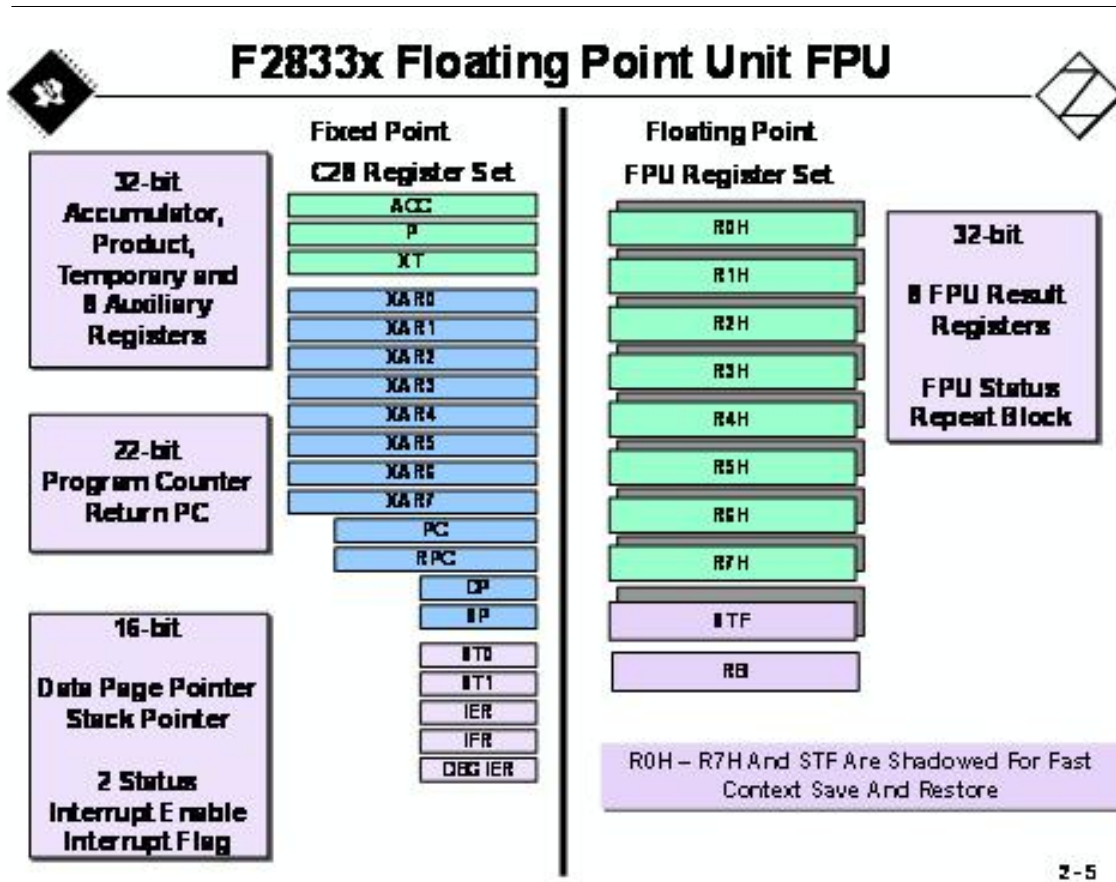 F2833x Floating Point Unit FPU
32-bit
Accumulator,
Product,
Temporary and
8 Auxiliary
Registers
22-bit
Program Counter
Return PC
16-bit
Data Page Pointer
Stack Pointer
2 Status
Interrupt Enable
Interrupt Flag
Fixed Point
C28 Register Set
ACC
P
XT
XAR0
XAR1
XAR2
XAR3
XAR4
XAR5
XAR6
XAR7
PC
RPC
DP
SP
ST0
ST1
IER
IFR
DBGIER
Floating Point
FPU Register Set
R0H
R1H
R2H
R3H
R4H
R5H
R6H
R7H
STF
RB
32-bit
8 FPU Result
Registers
FPU Status
Repeat Block
R0H – R7H And STF Are Shadowed For Fast
Context Save And Restore
2 - 5